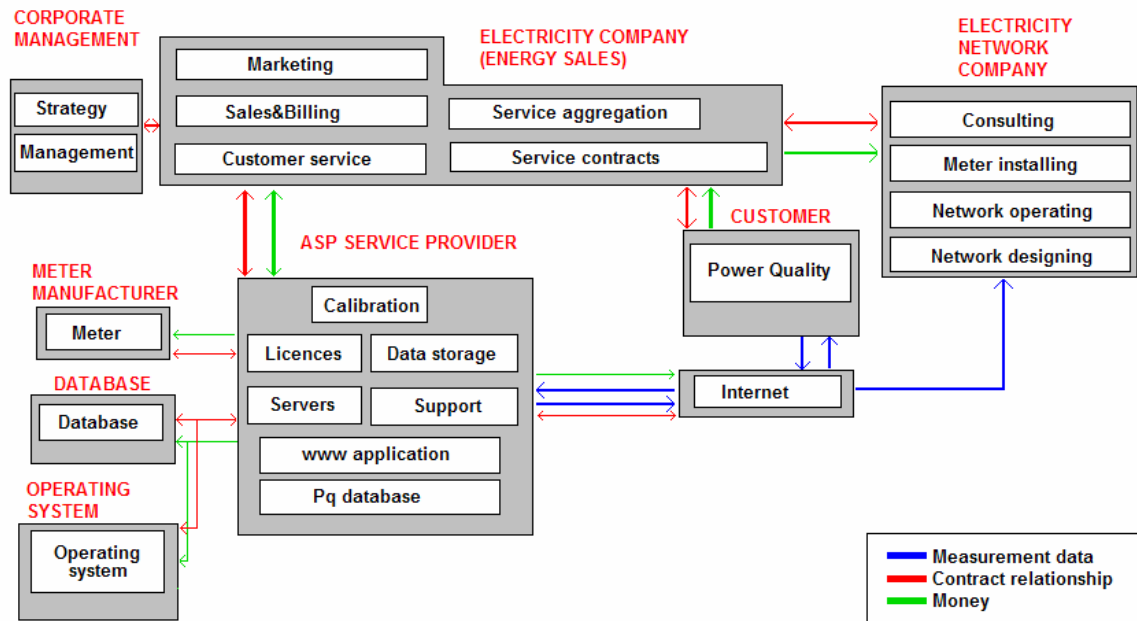 CORPORATE
MANAGEMENT
Strategy
Management
ELECTRICITY COMPANY
(ENERGY SALES)
Marketing
Sales&Billing
Customer service
Service aggregation
Service contracts
ELECTRICITY
NETWORK
COMPANY
Consulting
Meter installing
Network operating
Network designing
CUSTOMER
Power Quality
ASP SERVICE PROVIDER
Calibration
Licences
Data storage
Servers
Support
www application
Pq database
METER
MANUFACTURER
Meter
DATABASE
Database
OPERATING
SYSTEM
Operating
system
Internet
Measurement data
Contract relationship
Money